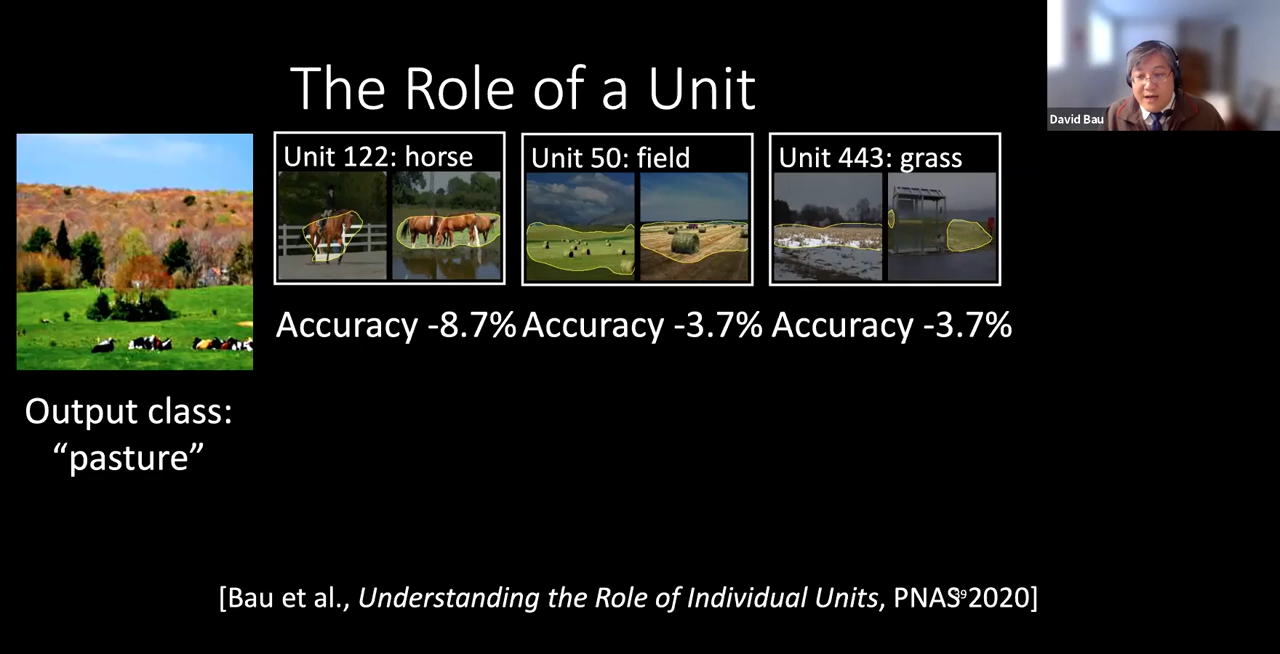 The Role of a Unit
David Bau
Unit 122: horse
Unit 50: field
Unit 443: grass
Accuracy -8.7%
Accuracy -3.7%
Accuracy -3.7%
Output class:
“pasture”
[Bau et al., Understanding the Role of Individual Units, PNAS 2020]
39